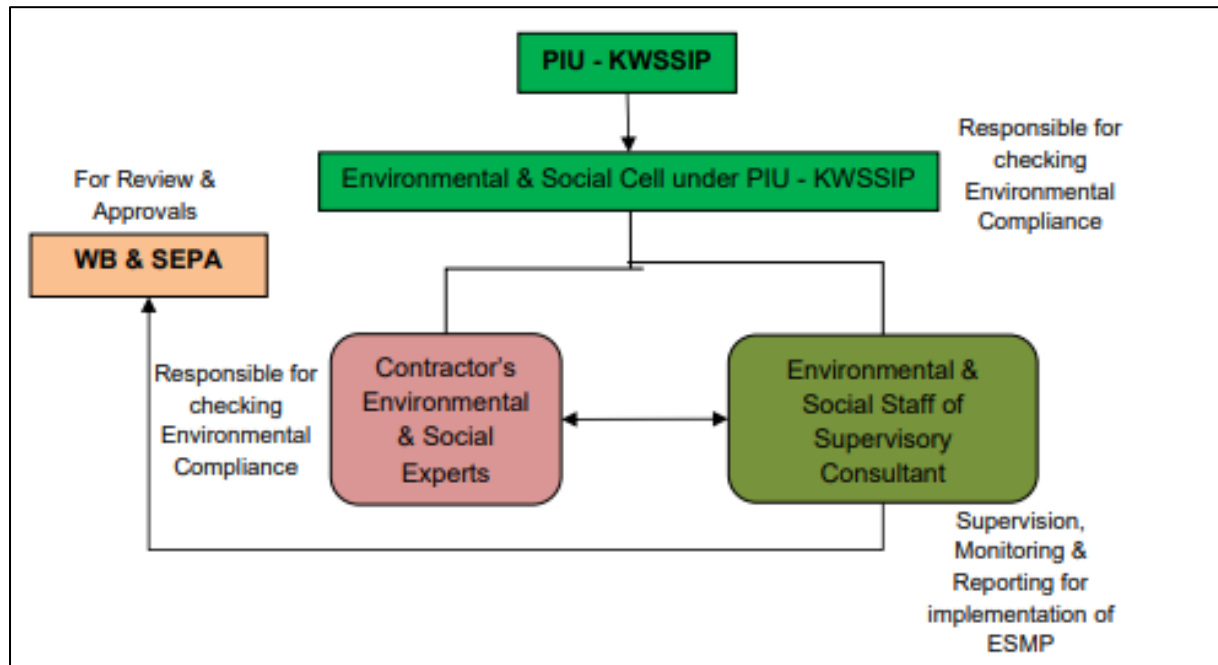 PIU - KWSSIP
Responsible for
checking
Environmental
Compliance
Environmental & Social Cell under PIU - KWSSIP
For Review &
Approvals
WB & SEPA
Responsible for
checking
Environmental
Compliance
Contractor's
Environmental
& Social
Experts
Environmental &
Social Staff of
Supervisory
Consultant
Supervision,
Monitoring &
Reporting for
implementation of
ESMP